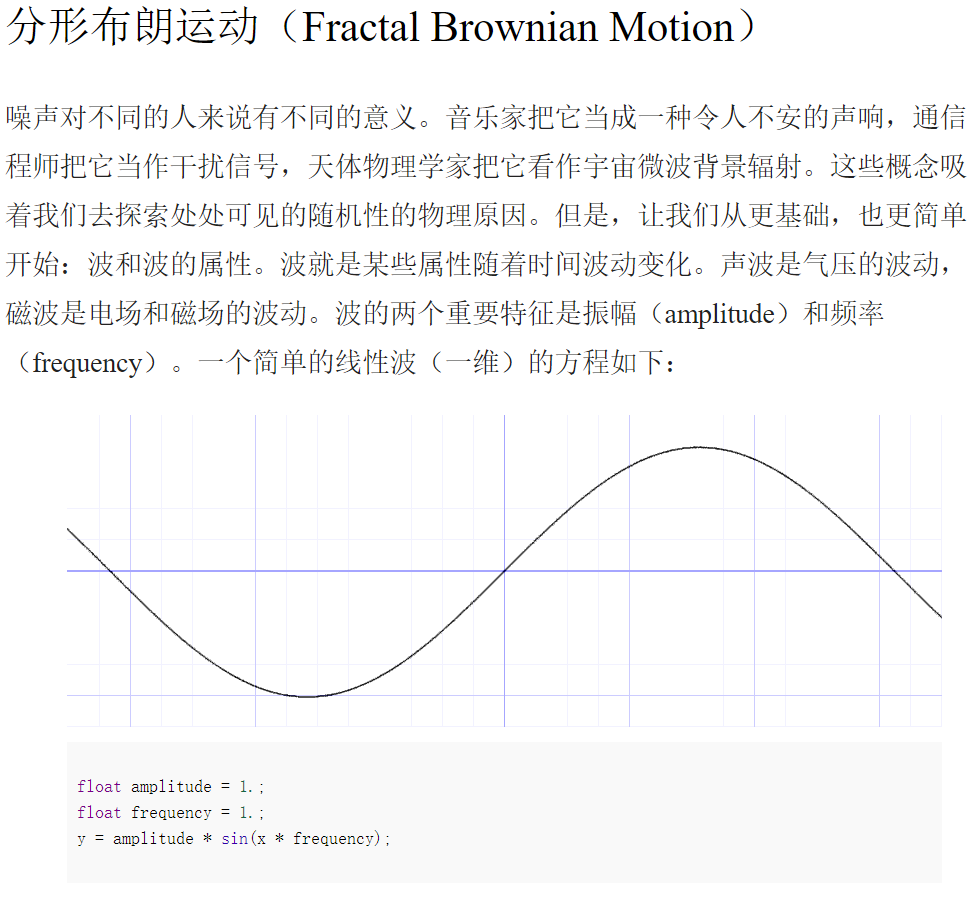 分形布朗运动（Fractal Brownian Motion）
噪声对不同的人来说有不同的意义。音乐家把它当成一种令人不安的声响，通信
程师把它当作干扰信号，天体物理学家把它看作宇宙微波背景辐射。这些概念吸
着我们去探索处处可见的随机性的物理原因。但是，让我们从更基础，也更简单
开始：波和波的属性。波就是某些属性随着时间波动变化。声波是气压的波动，
磁波是电场和磁场的波动。波的两个重要特征是振幅（amplitude）和频率
（frequency）。一个简单的线性波（一维）的方程如下：
float amplitude = 1.;
float frequency = 1.;
y = amplitude * sin(x * frequency);